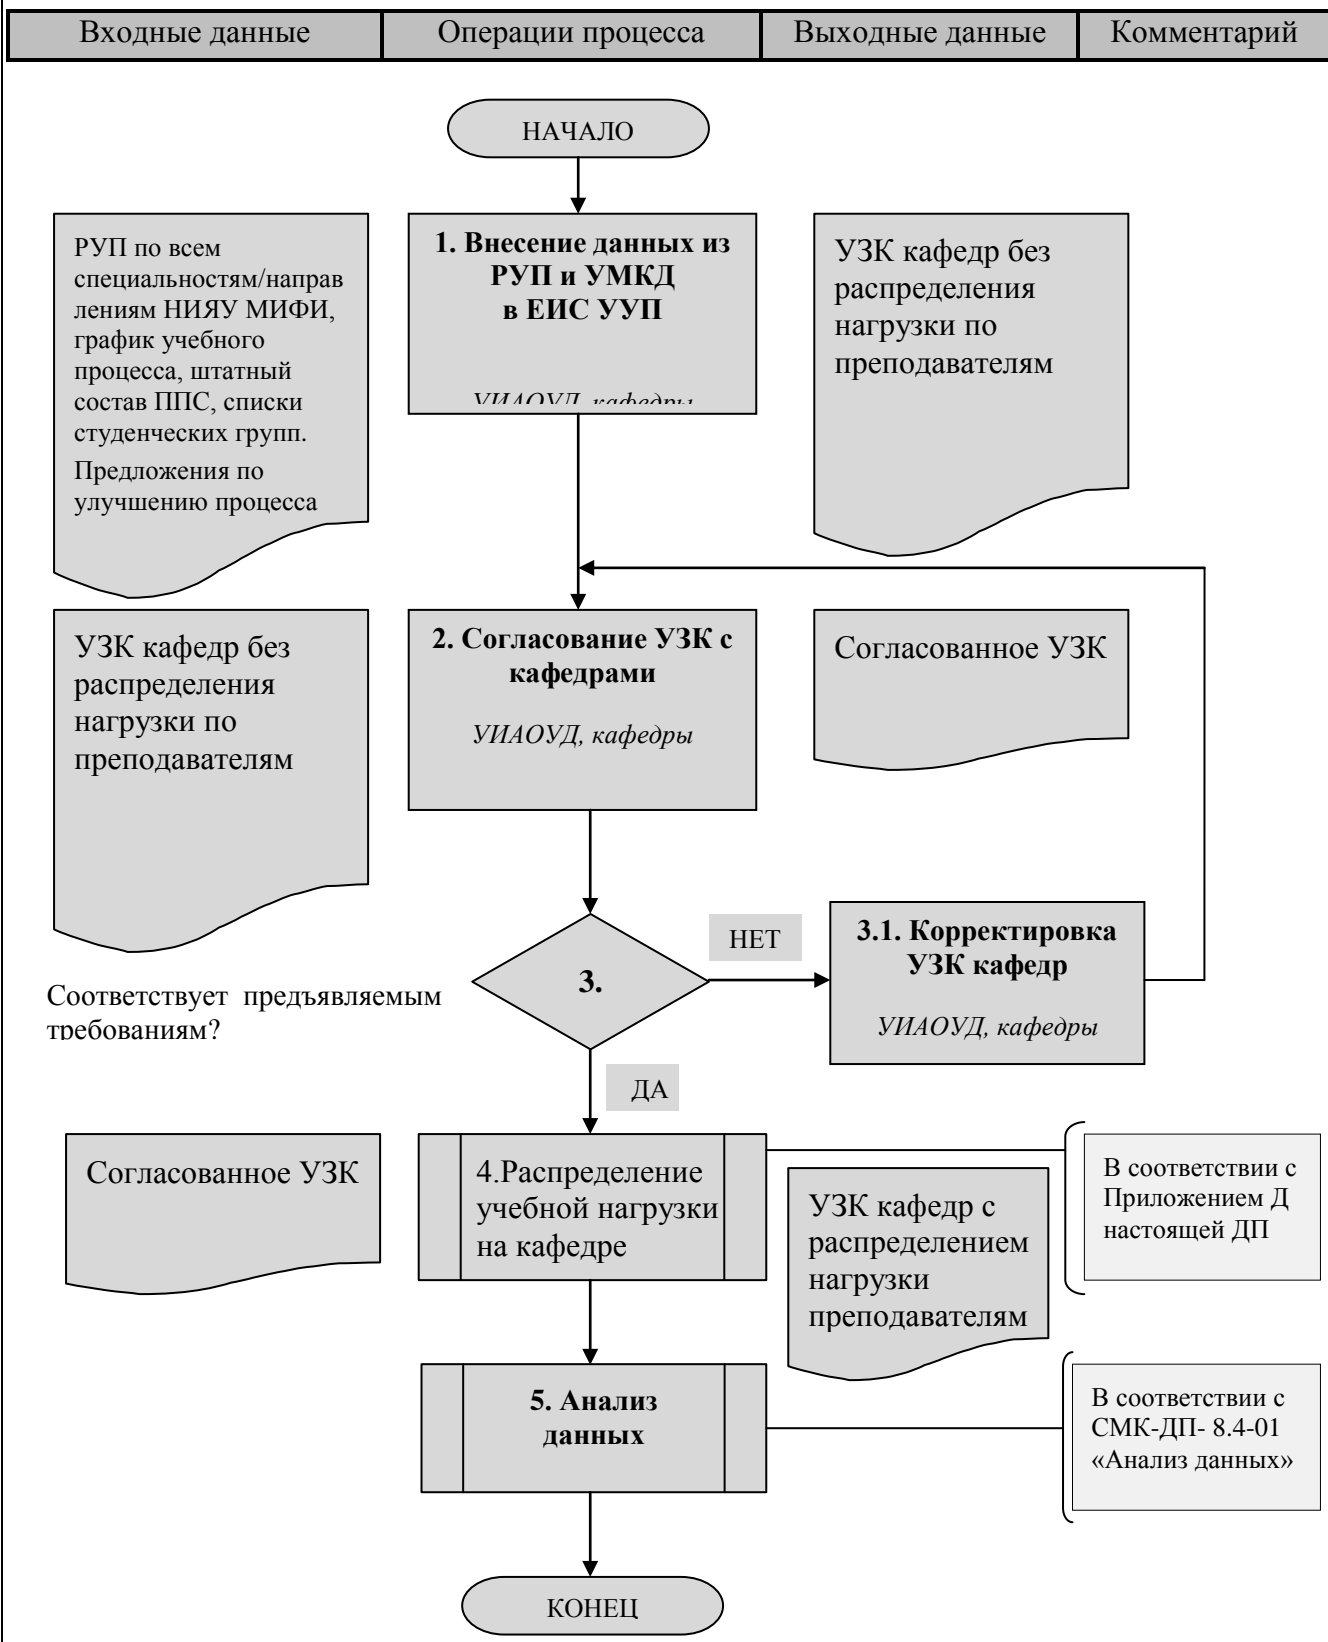 Входные данные
Операции процесса
Выходные данные
Комментарий
НАЧАЛО
РУП по всем
специальностям/направ
лениям НИЯУ МИФИ,
график учебного
процесса, штатный
состав ППС, списки
студенческих групп.
Предложения по
улучшению процесса
1. Внесение данных из
РУП и УМКД
в ЕИС УУП
УИАОУД, кафедры
УЗК кафедр без
распределения
нагрузки по
преподавателям
УЗК кафедр без
распределения
нагрузки по
преподавателям
2. Согласование УЗК с
кафедрами
УИАОУД, кафедры
Согласованное УЗК
Соответствует предъявляемым
требованиям?
3.
НЕТ
3.1. Корректировка
УЗК кафедр
УИАОУД, кафедры
ДА
Согласованное УЗК
4.Распределение
учебной нагрузки
на кафедре
УЗК кафедр с
распределением
нагрузки
преподавателям
В соответствии с
Приложением Д
настоящей ДП
5. Анализ
данных
В соответствии с
СМК-ДП- 8.4-01
«Анализ данных»
КОНЕЦ